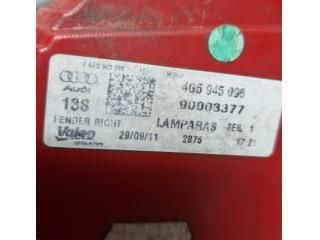 Audi
4G5 945 096
13S
90003377
FENDER RIGHT
LAMPARAS TEIL 1
Valeo
29/09/11
2875